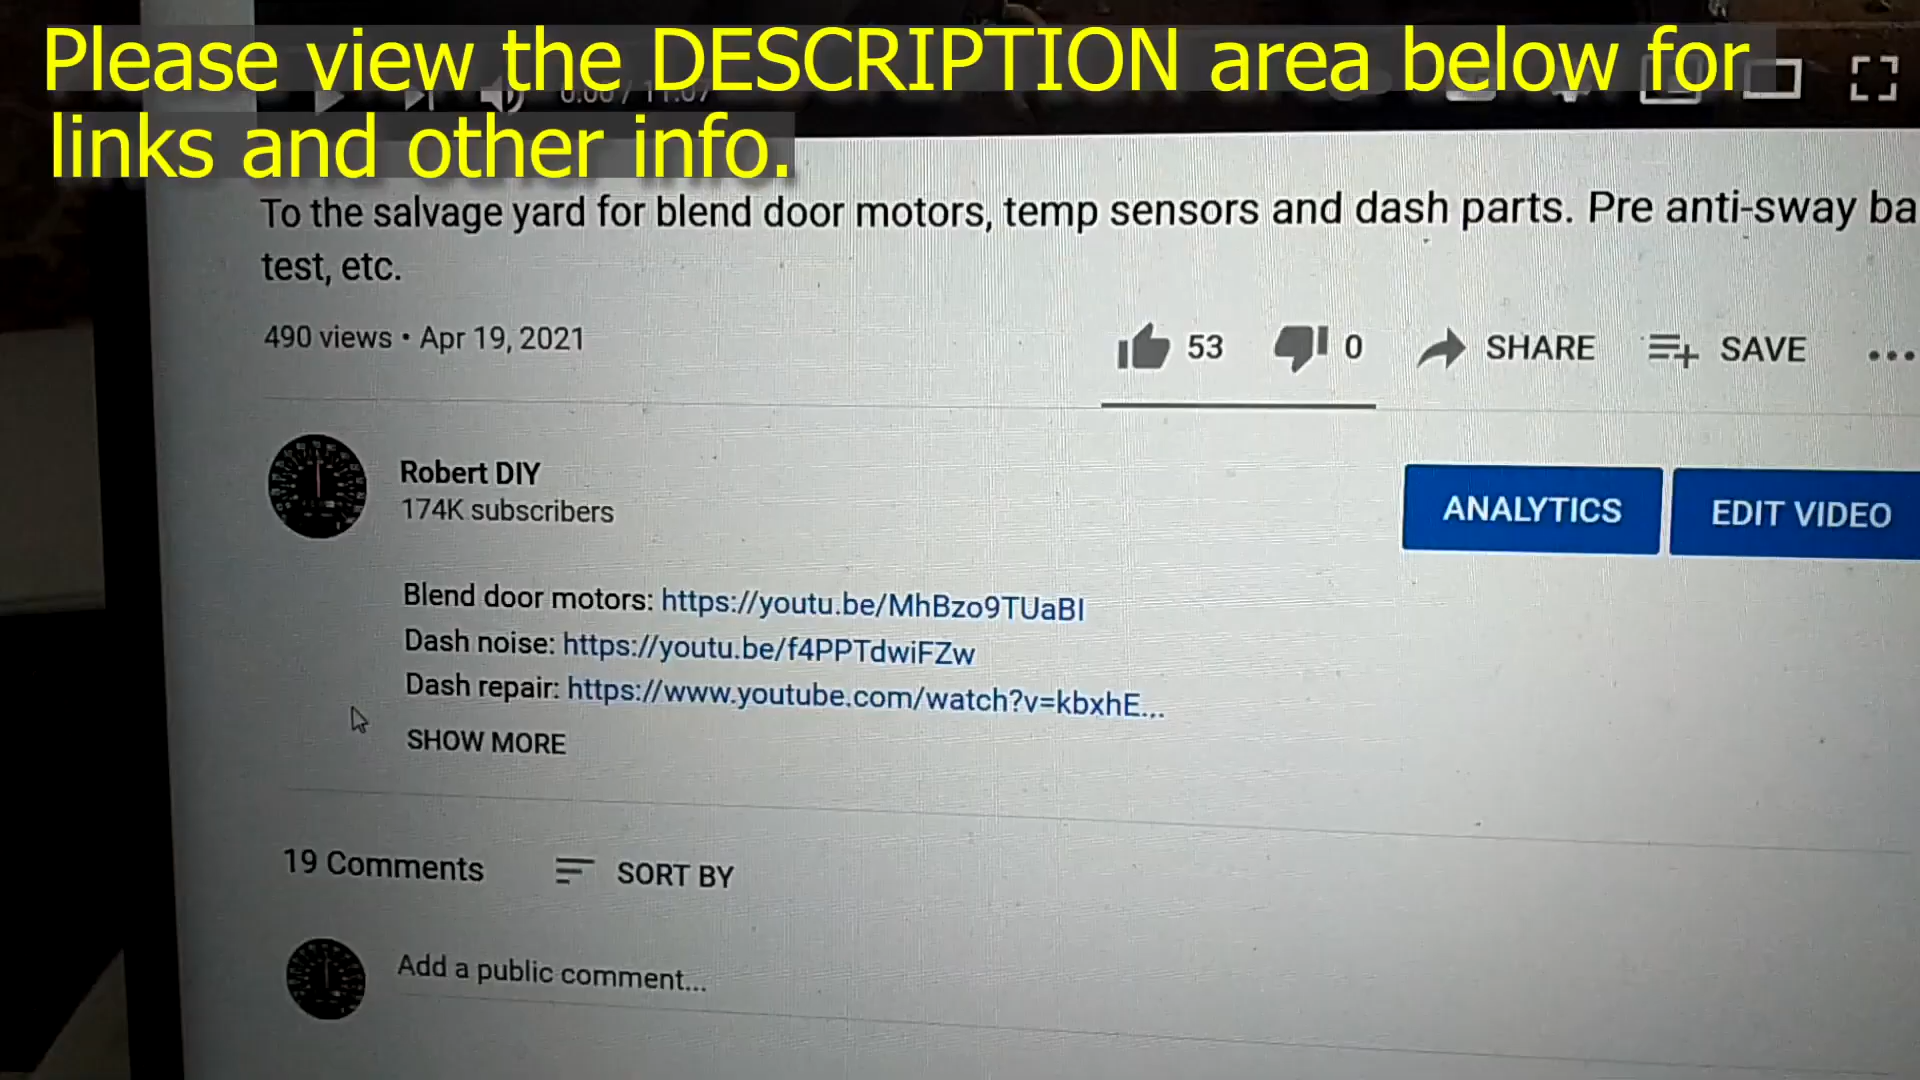 Please view the DESCRIPTION area below for
links and other info.
0:00 / 11:07
To the salvage yard for blend door motors, temp sensors and dash parts. Pre anti-sway ba
test, etc.
490 views • Apr 19, 2021
53 0 SHARE SAVE
Robert DIY
174K subscribers
ANALYTICS EDIT VIDEO
Blend door motors: https://youtu.be/MhBzo9TUaBI
Dash noise: https://youtu.be/f4PPTdwiFZw
Dash repair: https://www.youtube.com/watch?v=kbxhE...
SHOW MORE
19 Comments SORT BY
Add a public comment...